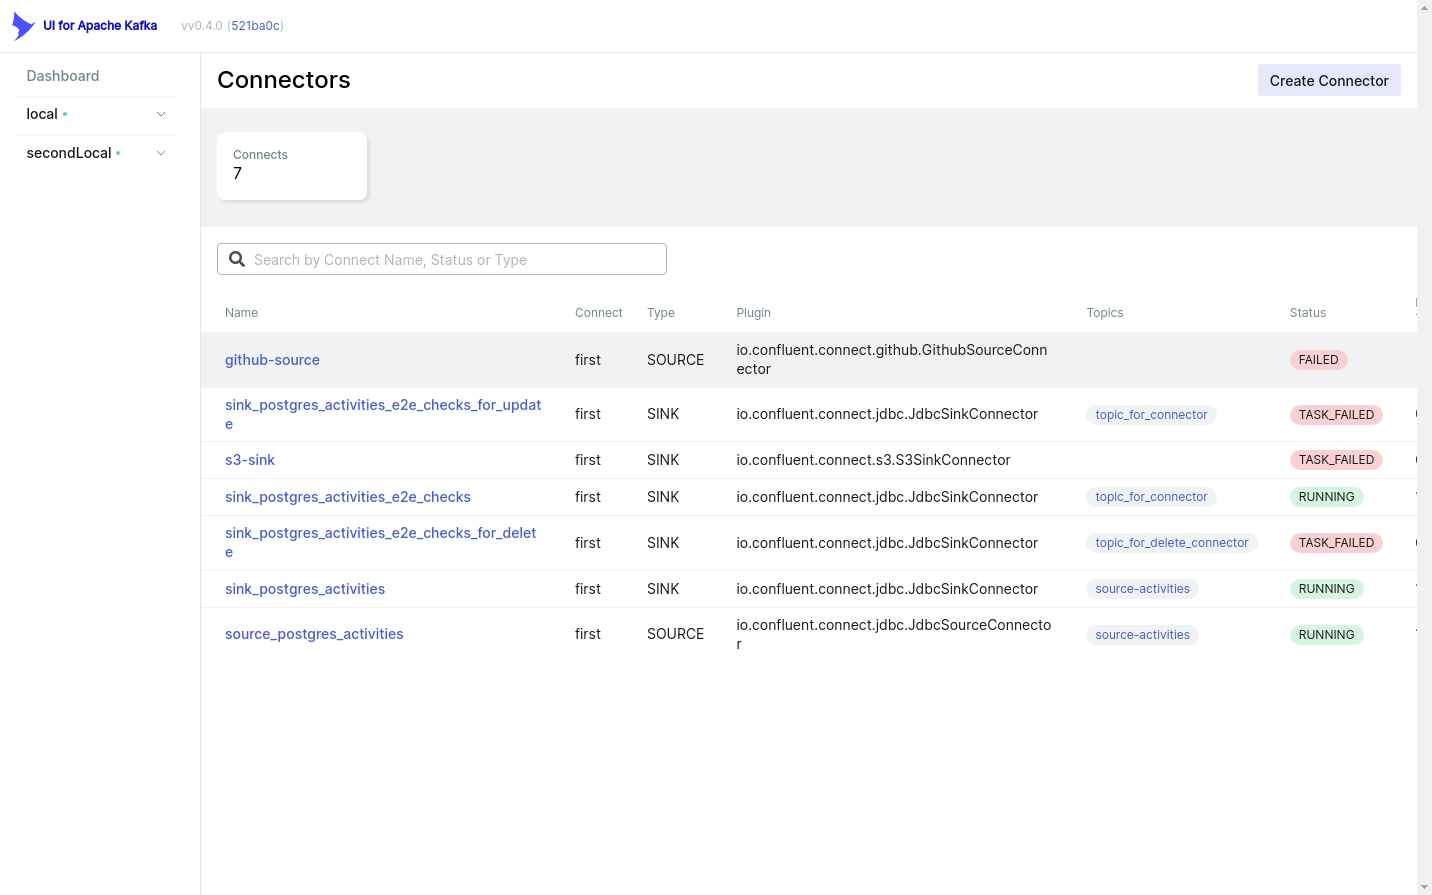 UI for Apache Kafka vv0.4.0 (521ba0c)
Dashboard
local
secondLocal
Connectors
Create Connector
Connects
7
Search by Connect Name, Status or Type
Name Connect Type Plugin Topics Status
github-source first SOURCE io.confluent.connect.github.GithubSourceConn
ector FAILED
sink_postgres_activities_e2e_checks_for_updat
e first SINK io.confluent.connect.jdbc.JdbcSinkConnector topic_for_connector TASK_FAILED
s3-sink first SINK io.confluent.connect.s3.S3SinkConnector TASK_FAILED
sink_postgres_activities_e2e_checks first SINK io.confluent.connect.jdbc.JdbcSinkConnector topic_for_connector RUNNING
sink_postgres_activities_e2e_checks_for_delet
e first SINK io.confluent.connect.jdbc.JdbcSinkConnector topic_for_delete_connector TASK_FAILED
sink_postgres_activities first SINK io.confluent.connect.jdbc.JdbcSinkConnector source-activities RUNNING
source_postgres_activities first SOURCE io.confluent.connect.jdbc.JdbcSourceConnecto
r source-activities RUNNING